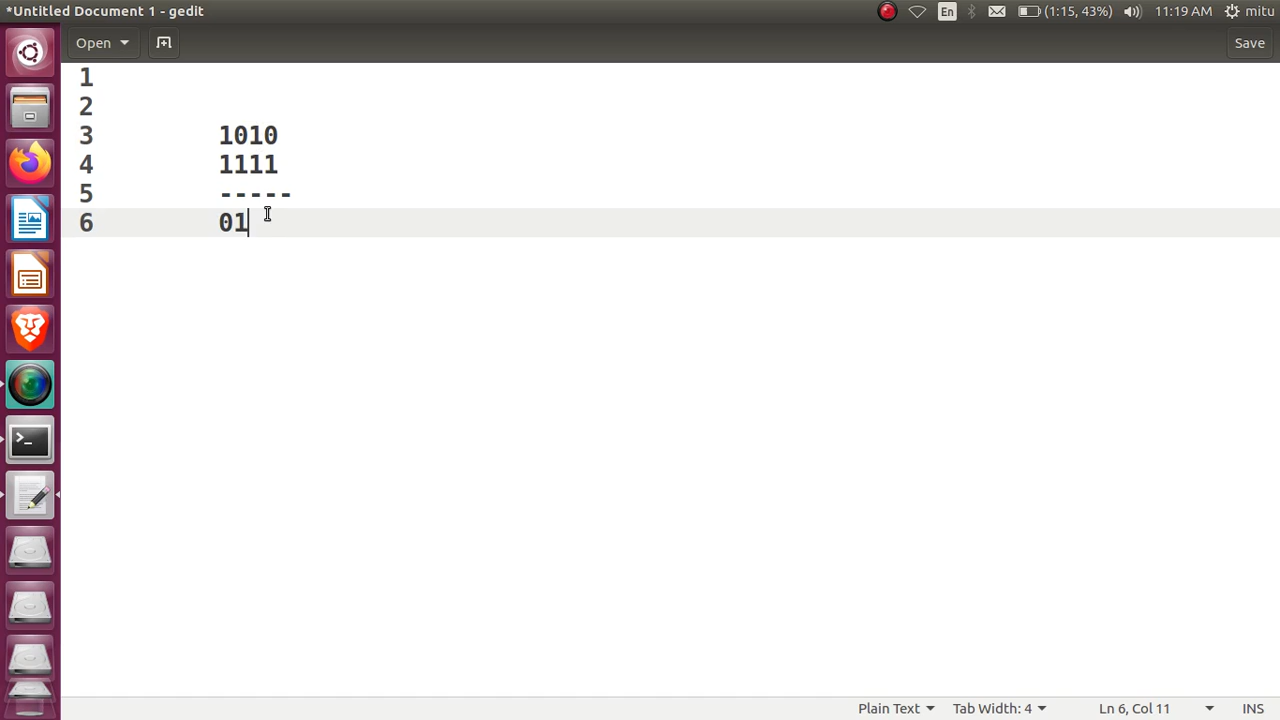 *Untitled Document 1 - gedit
En (1:15, 43%) 11:19 AM mitu
Open Save
1
2
3 1010
4 1111
5 -----
6 01
Plain Text Tab Width: 4 Ln 6, Col 11 INS